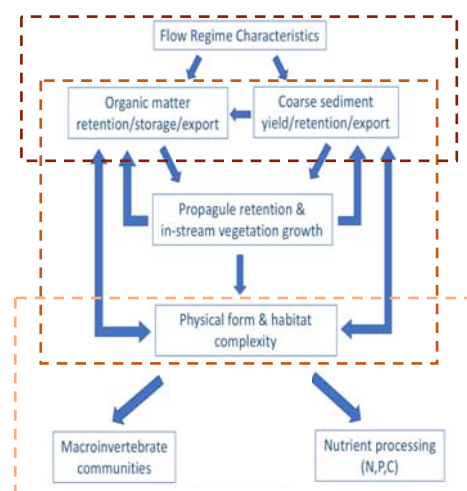 Flow Regime Characteristics
Organic matter
retention/storage/export
Coarse sediment
yield/retention/export
Propagule retention &
in-stream vegetation growth
Physical form & habitat
complexity
Macroinvertebrate
communities
Nutrient processing
(N,P,C)